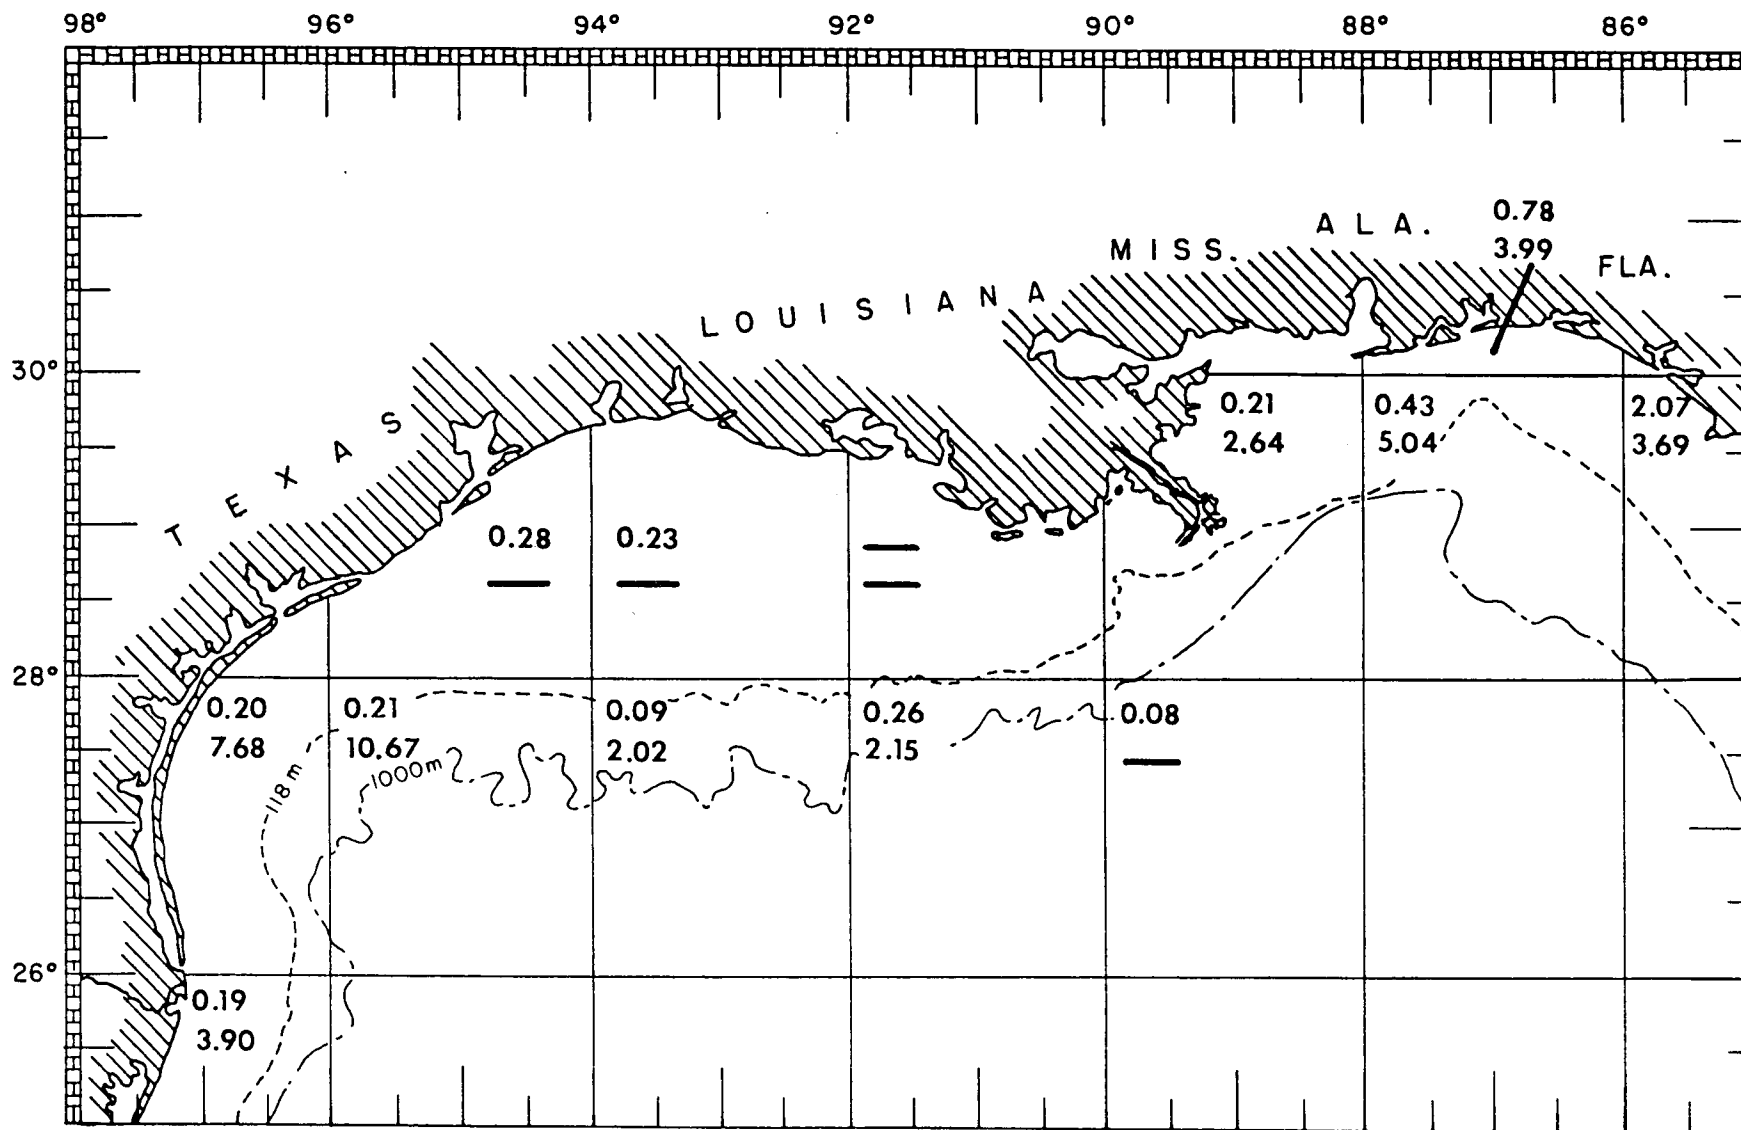 98° 96° 94° 92° 90° 88° 86°
0.78
3.99
ALA.
MISS.
FLA.
LOUISIANA
TEXAS
30°
0.21 0.43 2.07
2.64 5.04 3.69
0.28 0.23
28°
0.20 0.21 0.09 0.26 0.08
7.68 10.67 2.02 2.15
118m
1000m
26°
0.19
3.90